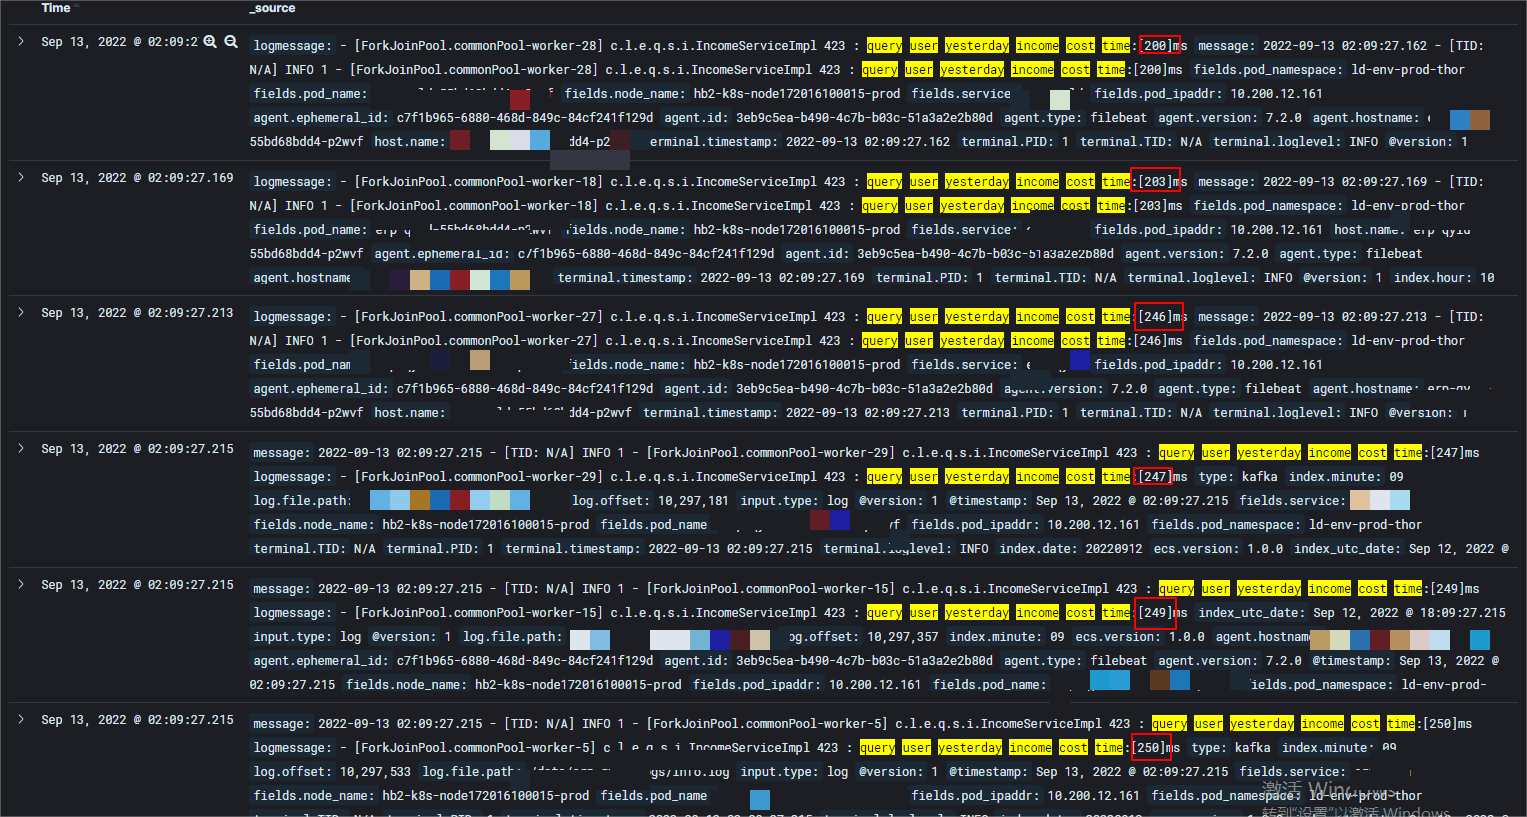 Time _source
Sep 13, 2022 @ 02:09:2 logmessage: - [ForkJoinPool.commonPool-worker-28] c.l.e.q.s.i.IncomeServiceImpl 423 : query user yesterday income cost time:[200]ms message: 2022-09-13 02:09:27.162 - [TID:
N/A] INFO 1 - [ForkJoinPool.commonPool-worker-28] c.l.e.q.s.i.IncomeServiceImpl 423 : query user yesterday income cost time:[200]ms fields.pod_namespace: ld-env-prod-thor
fields.pod_name: fields.node_name: hb2-k8s-node172016100015-prod fields.service fields.pod_ipaddr: 10.200.12.161
agent.ephemeral_id: c7f1b965-6880-468d-849c-84cf241f129d agent.id: 3eb9c5ea-b490-4c7b-b03c-51a3a2e2b80d agent.type: filebeat agent.version: 7.2.0 agent.hostname:
55bd68bdd4-p2wvf host.name: dd4-p2 terminal.timestamp: 2022-09-13 02:09:27.162 terminal.PID: 1 terminal.TID: N/A terminal.loglevel: INFO @version: 1
Sep 13, 2022 @ 02:09:27.169 logmessage: - [ForkJoinPool.commonPool-worker-18] c.l.e.q.s.i.IncomeServiceImpl 423 : query user yesterday income cost time:[203]ms message: 2022-09-13 02:09:27.169 - [TID:
N/A] INFO 1 - [ForkJoinPool.commonPool-worker-18] c.l.e.q.s.i.IncomeServiceImpl 423 : query user yesterday income cost time:[203]ms fields.pod_namespace: ld-env-prod-thor
fields.pod_name: fields.node_name: hb2-k8s-node172016100015-prod fields.service: fields.pod_ipaddr: 10.200.12.161 host.name:
55bd68bdd4-p2wvf agent.ephemeral_id: c7f1b965-6880-468d-849c-84cf241f129d agent.id: 3eb9c5ea-b490-4c7b-b03c-51a3a2e2b80d agent.version: 7.2.0 agent.type: filebeat
agent.hostname terminal.timestamp: 2022-09-13 02:09:27.169 terminal.PID: 1 terminal.TID: N/A terminal.loglevel: INFO @version: 1 index.hour: 10
Sep 13, 2022 @ 02:09:27.213 logmessage: - [ForkJoinPool.commonPool-worker-27] c.l.e.q.s.i.IncomeServiceImpl 423 : query user yesterday income cost time:[246]ms message: 2022-09-13 02:09:27.213 - [TID:
N/A] INFO 1 - [ForkJoinPool.commonPool-worker-27] c.l.e.q.s.i.IncomeServiceImpl 423 : query user yesterday income cost time:[246]ms fields.pod_namespace: ld-env-prod-thor
fields.pod_nam fields.node_name: hb2-k8s-node172016100015-prod fields.service: fields.pod_ipaddr: 10.200.12.161
agent.ephemeral_id: c7f1b965-6880-468d-849c-84cf241f129d agent.id: 3eb9c5ea-b490-4c7b-b03c-51a3a2e2b80d agent.version: 7.2.0 agent.type: filebeat agent.hostname:
55bd68bdd4-p2wvf host.name: dd4-p2wvf terminal.timestamp: 2022-09-13 02:09:27.213 terminal.PID: 1 terminal.TID: N/A terminal.loglevel: INFO @version:
Sep 13, 2022 @ 02:09:27.215 message: 2022-09-13 02:09:27.215 - [TID: N/A] INFO 1 - [ForkJoinPool.commonPool-worker-29] c.l.e.q.s.i.IncomeServiceImpl 423 : query user yesterday income cost time:[247]ms
logmessage: - [ForkJoinPool.commonPool-worker-29] c.l.e.q.s.i.IncomeServiceImpl 423 : query user yesterday income cost time:[247]ms type: kafka index.minute: 09
log.file.path: log.offset: 10,297,181 input.type: log @version: 1 @timestamp: Sep 13, 2022 @ 02:09:27.215 fields.service:
fields.node_name: hb2-k8s-node172016100015-prod fields.pod_name fields.pod_ipaddr: 10.200.12.161 fields.pod_namespace: ld-env-prod-thor
terminal.TID: N/A terminal.PID: 1 terminal.timestamp: 2022-09-13 02:09:27.215 terminal.loglevel: INFO index.date: 20220912 ecs.version: 1.0.0 index_utc_date: Sep 12, 2022 @
Sep 13, 2022 @ 02:09:27.215 message: 2022-09-13 02:09:27.215 - [TID: N/A] INFO 1 - [ForkJoinPool.commonPool-worker-15] c.l.e.q.s.i.IncomeServiceImpl 423 : query user yesterday income cost time:[249]ms
logmessage: - [ForkJoinPool.commonPool-worker-15] c.l.e.q.s.i.IncomeServiceImpl 423 : query user yesterday income cost time:[249]ms index_utc_date: Sep 12, 2022 @ 18:09:27.215
input.type: log @version: 1 log.file.path: og.offset: 10,297,357 index.minute: 09 ecs.version: 1.0.0 agent.hostname
agent.ephemeral_id: c7f1b965-6880-468d-849c-84cf241f129d agent.id: 3eb9c5ea-b490-4c7b-b03c-51a3a2e2b80d agent.type: filebeat agent.version: 7.2.0 @timestamp: Sep 13, 2022 @
02:09:27.215 fields.node_name: hb2-k8s-node172016100015-prod fields.pod_ipaddr: 10.200.12.161 fields.pod_name: fields.pod_namespace: ld-env-prod-
Sep 13, 2022 @ 02:09:27.215 message: 2022-09-13 02:09:27.215 - [TID: N/A] INFO 1 - [ForkJoinPool.commonPool-worker-5] c.l.e.q.s.i.IncomeServiceImpl 423 : query user yesterday income cost time:[250]ms
logmessage: - [ForkJoinPool.commonPool-worker-5] c.l.e.q.s.i.IncomeServiceImpl 423 : query user yesterday income cost time:[250]ms type: kafka index.minute: 09
log.offset: 10,297,533 log.file.path: input.type: log @version: 1 @timestamp: Sep 13, 2022 @ 02:09:27.215 fields.service:
fields.node_name: hb2-k8s-node172016100015-prod fields.pod_name fields.pod_ipaddr: 10.200.12.161 fields.pod_namespace: ld-env-prod-thor
激活 Windows
转到"设置"以激活 Windows